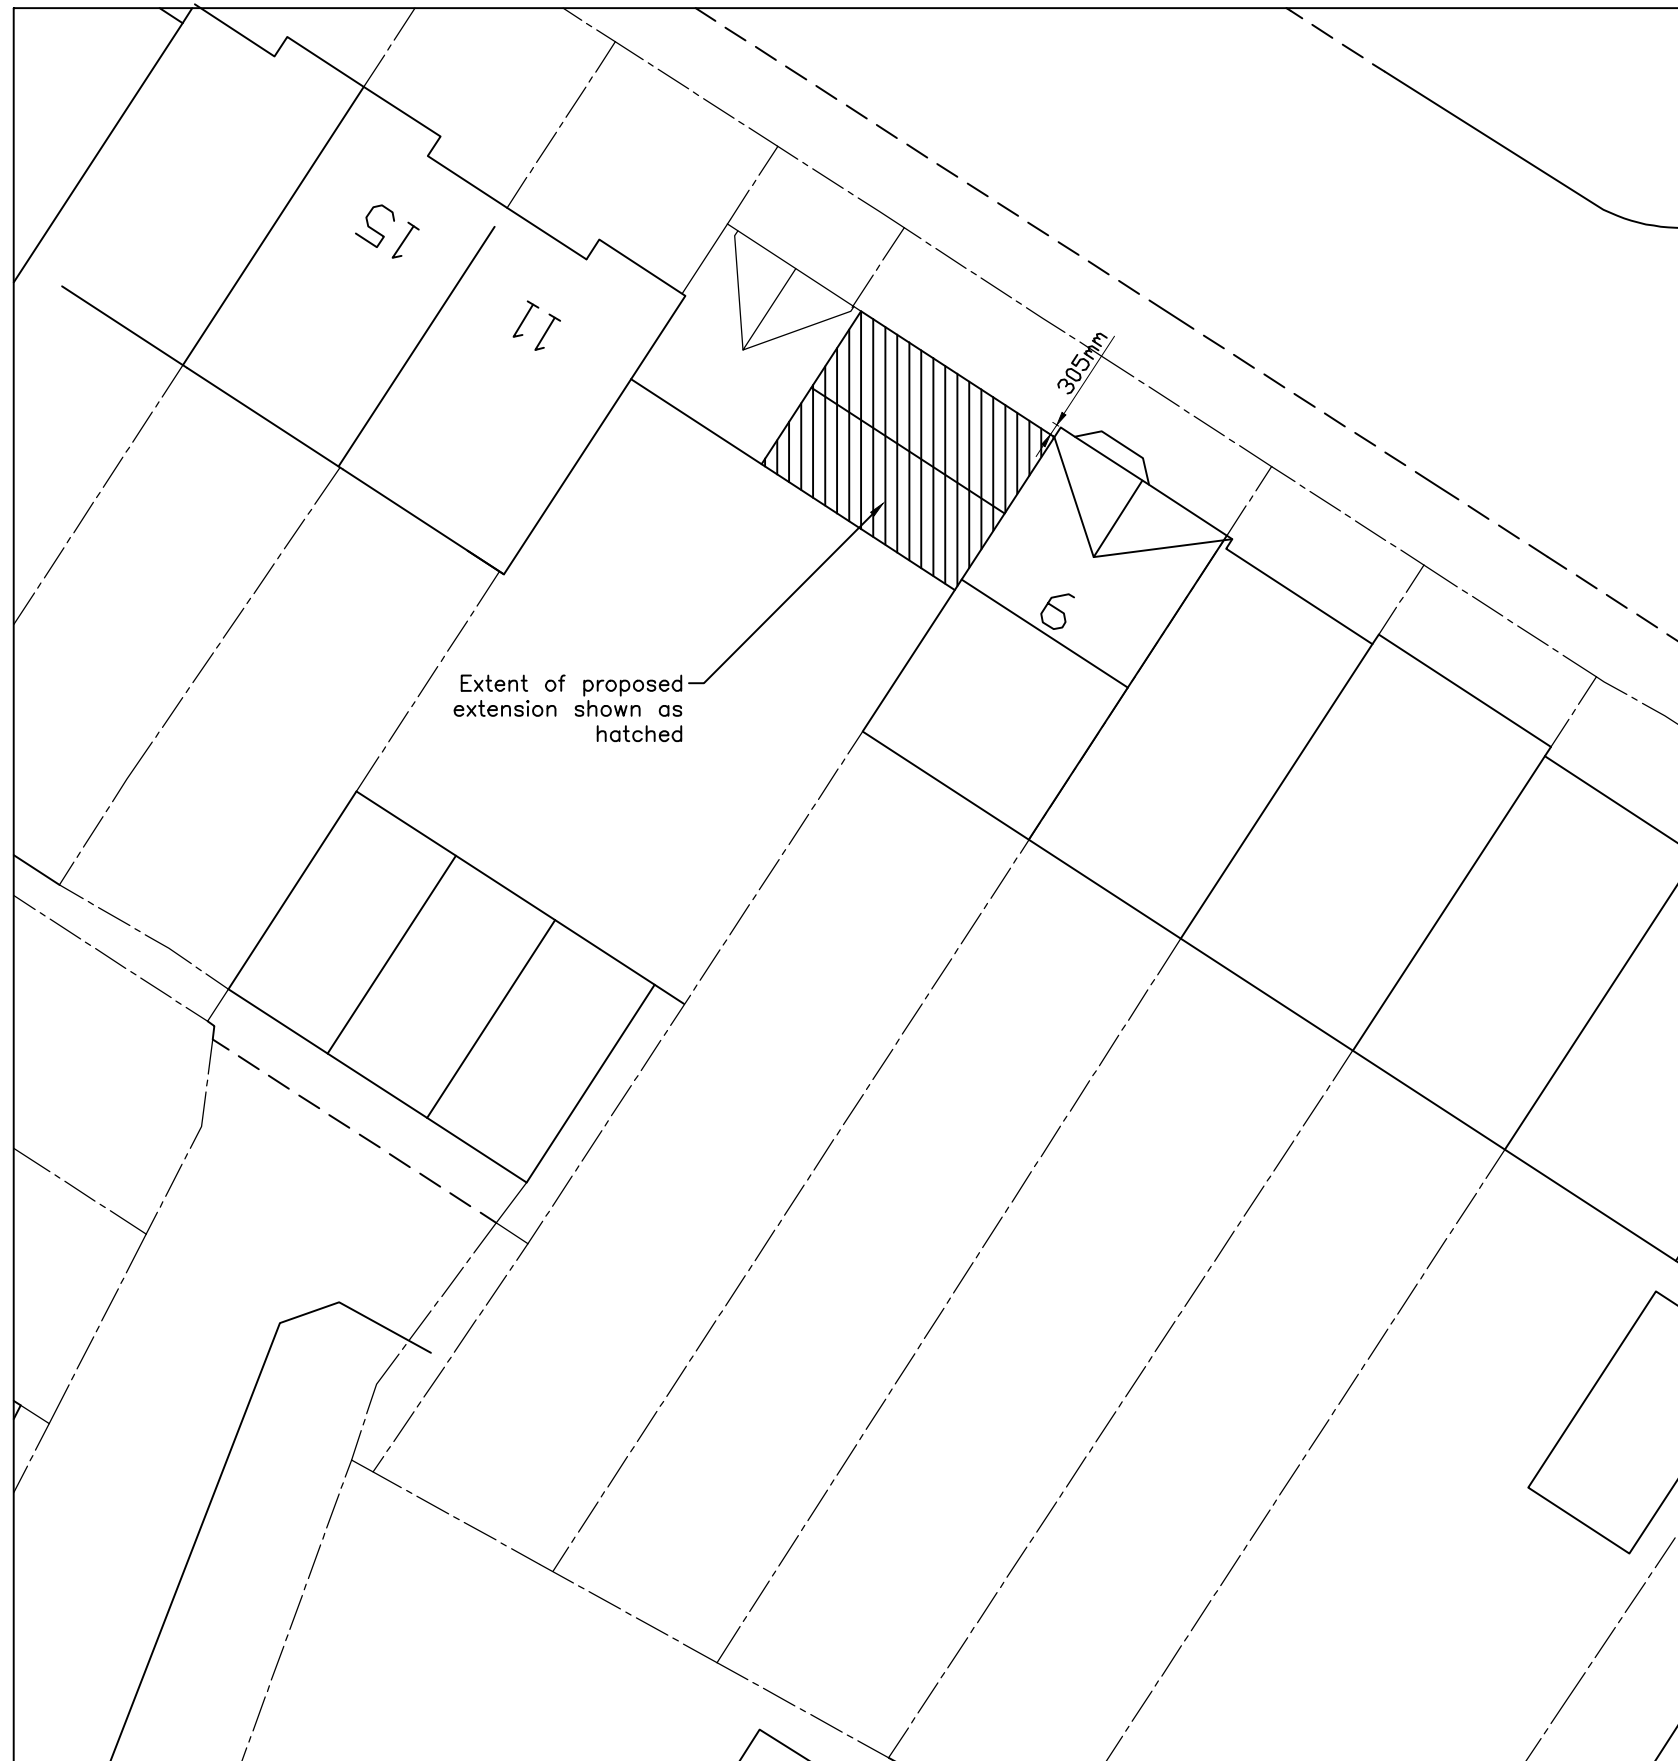 15
11
305mm
9
Extent of proposed
extension shown as
hatched